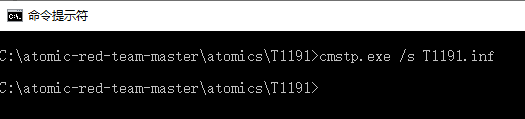 命令提示符
C:\atomic-red-team-master\atomics\T1191>cmstp.exe /s T1191.inf
C:\atomic-red-team-master\atomics\T1191>